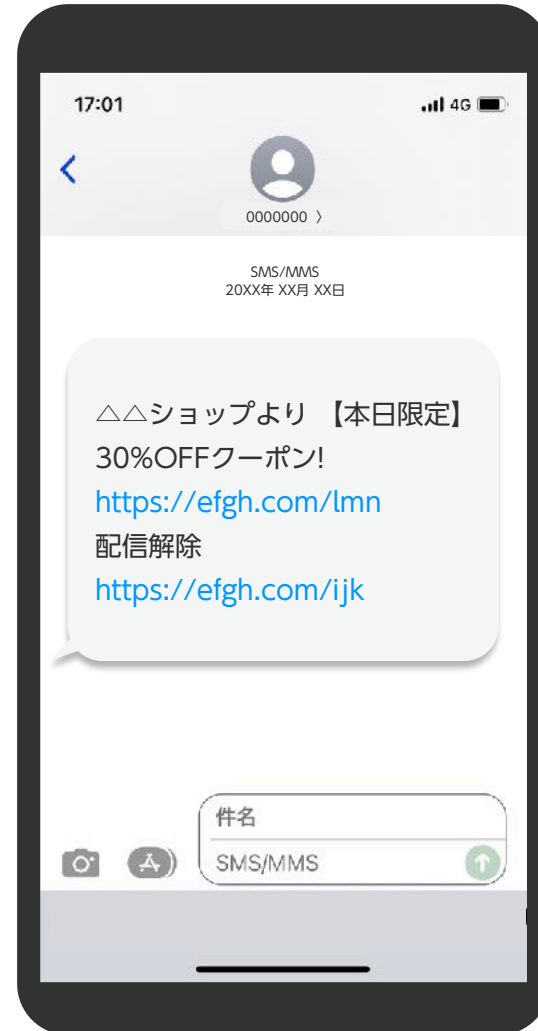 17:01
4G
0000000 〉
SMS/MMS
20XX年 XX月 XX日
△△ショップより 【本日限定】
30%OFFクーポン!
https://efgh.com/lmn
配信解除
https://efgh.com/ijk
件名
SMS/MMS